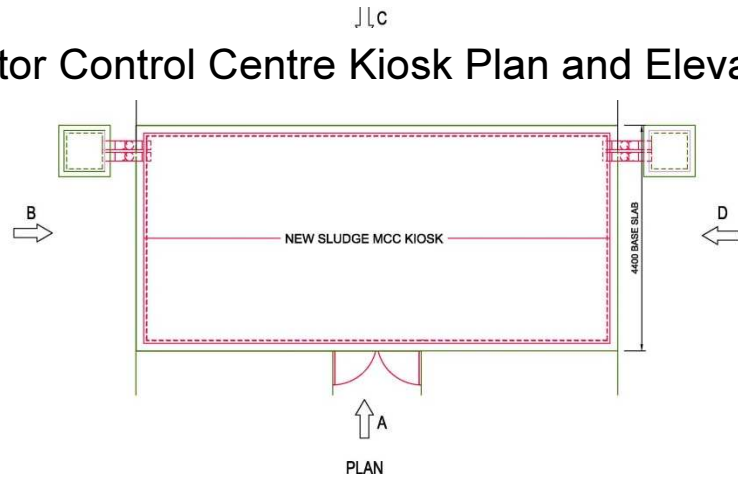 C
tor Control Centre Kiosk Plan and Eleva
B
D
NEW SLUDGE MCC KIOSK
4400 BASE SLAB
A
PLAN